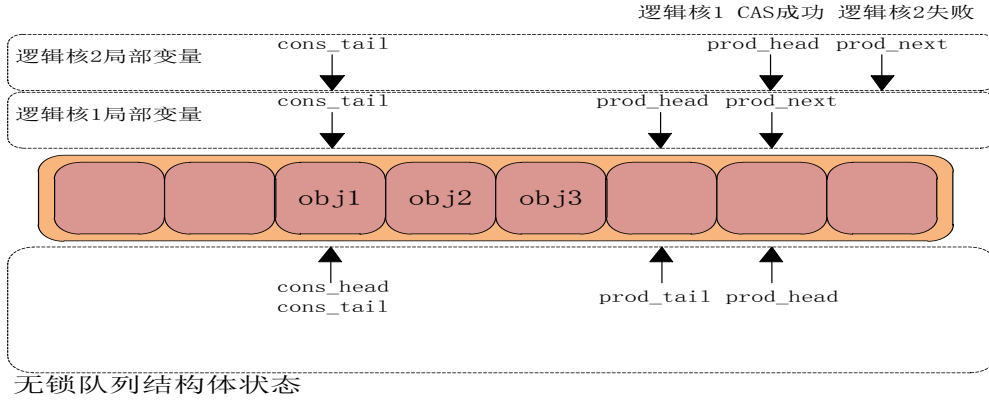 逻辑核1 CAS成功 逻辑核2失败
逻辑核2局部变量 cons_tail prod_head prod_next
逻辑核1局部变量 cons_tail prod_head prod_next
obj1 obj2 obj3
cons_head
cons_tail
prod_tail prod_head
无锁队列结构体状态